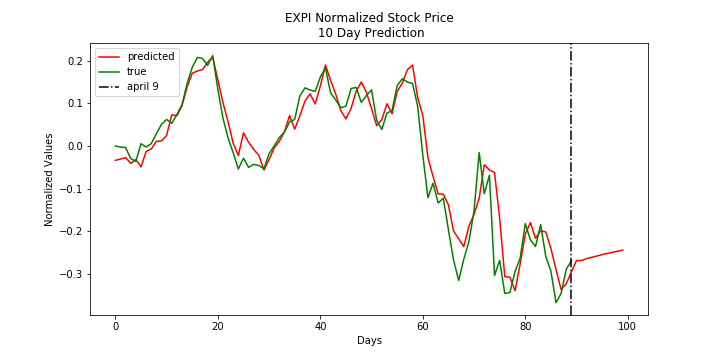 EXPI Normalized Stock Price
10 Day Prediction
predicted
true
april 9
0.2
0.1
0.0
−0.1
−0.2
−0.3
Normalized Values
0 20 40 60 80 100
Days